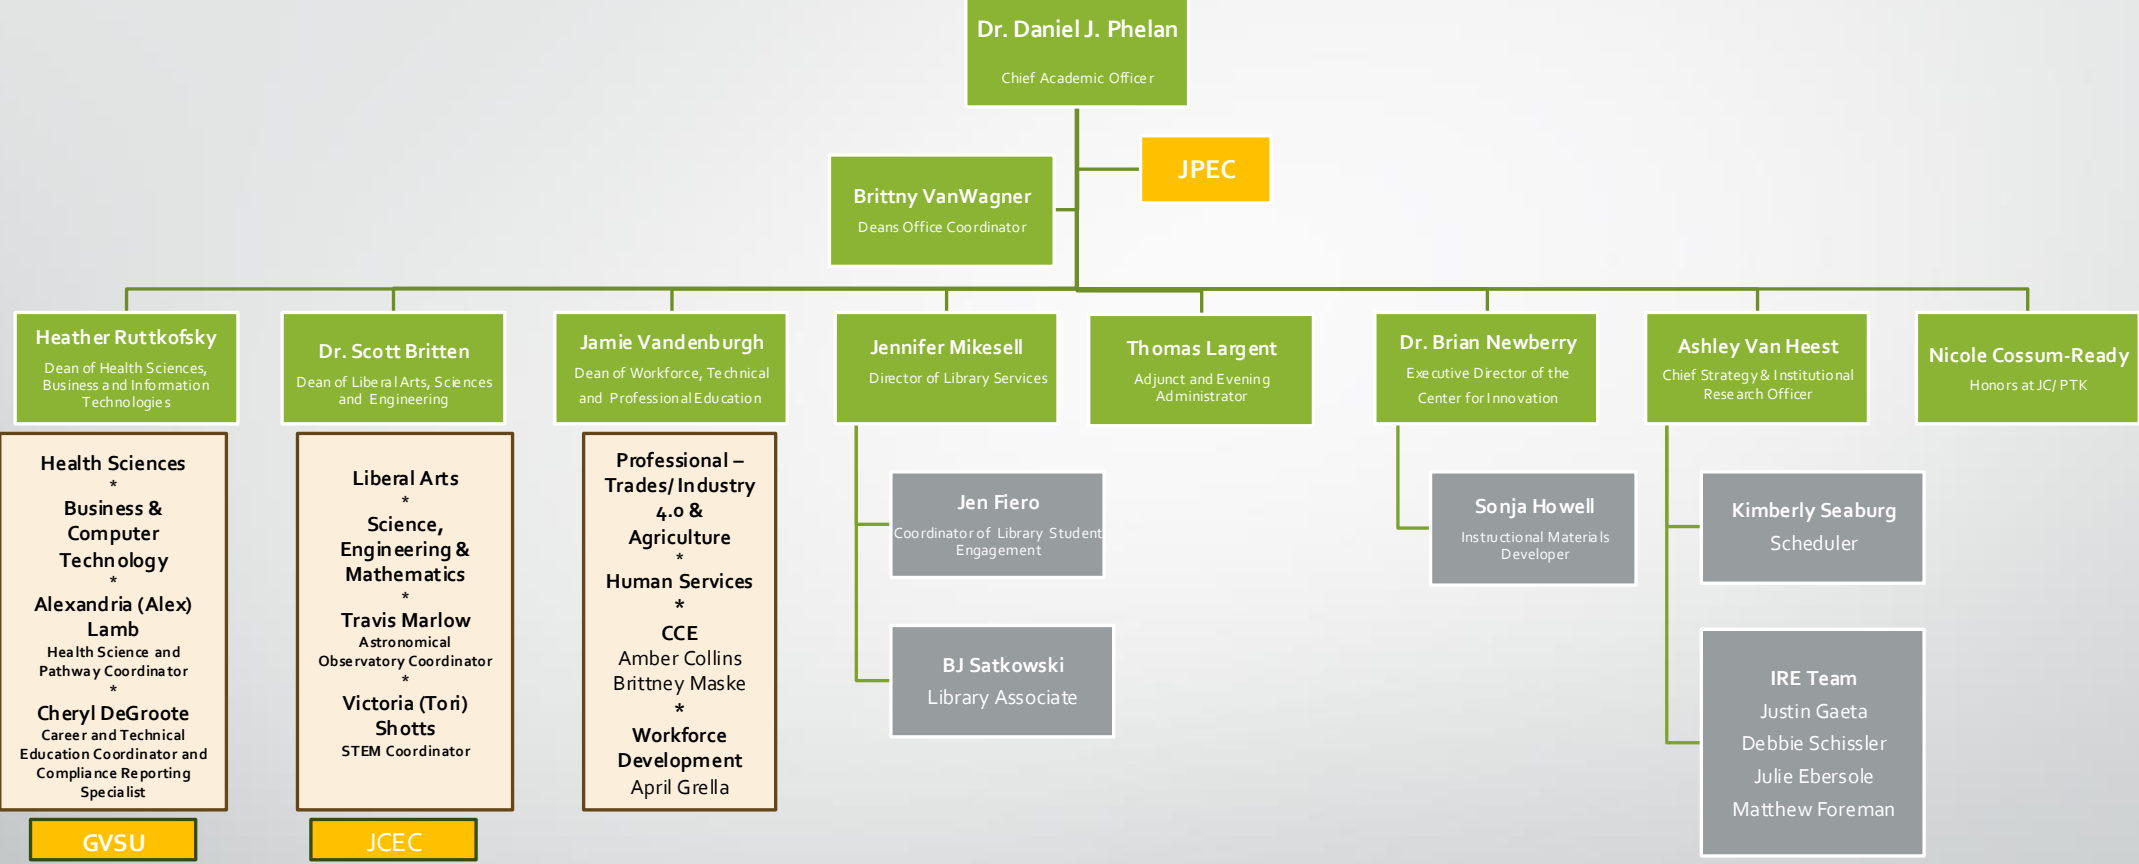 Dr. Daniel J. Phelan
Chief Academic Officer
JPEC
Brittny VanWagner
Deans Office Coordinator
Heather Ruttkofsky
Dean of Health Sciences,
Business and Information
Technologies
Dr. Scott Britten
Dean of Liberal Arts, Sciences
and Engineering
Jamie Vandenburgh
Dean of Workforce, Technical
and Professional Education
Jennifer Mikesell
Director of Library Services
Thomas Largent
Adjunct and Evening
Administrator
Dr. Brian Newberry
Executive Director of the
Center for Innovation
Ashley Van Heest
Chief Strategy & Institutional
Research Officer
Nicole Cossum-Ready
Honors at JC/ PTK
Health Sciences
*
Business &
Computer
Technology
*
Alexandria (Alex)
Lamb
Health Science and
Pathway Coordinator
*
Cheryl DeGroote
Career and Technical
Education Coordinator and
Compliance Reporting
Specialist
GVSU
Liberal Arts
*
Science,
Engineering &
Mathematics
*
Travis Marlow
Astronomical
Observatory Coordinator
*
Victoria (Tori)
Shotts
STEM Coordinator
JCEC
Professional –
Trades/ Industry
4.0 &
Agriculture
*
Human Services
*
CCE
Amber Collins
Brittney Maske
*
Workforce
Development
April Grella
Jen Fiero
Coordinator of Library Student
Engagement
BJ Satkowski
Library Associate
Sonja Howell
Instructional Materials
Developer
Kimberly Seaburg
Scheduler
IRE Team
Justin Gaeta
Debbie Schissler
Julie Ebersole
Matthew Foreman